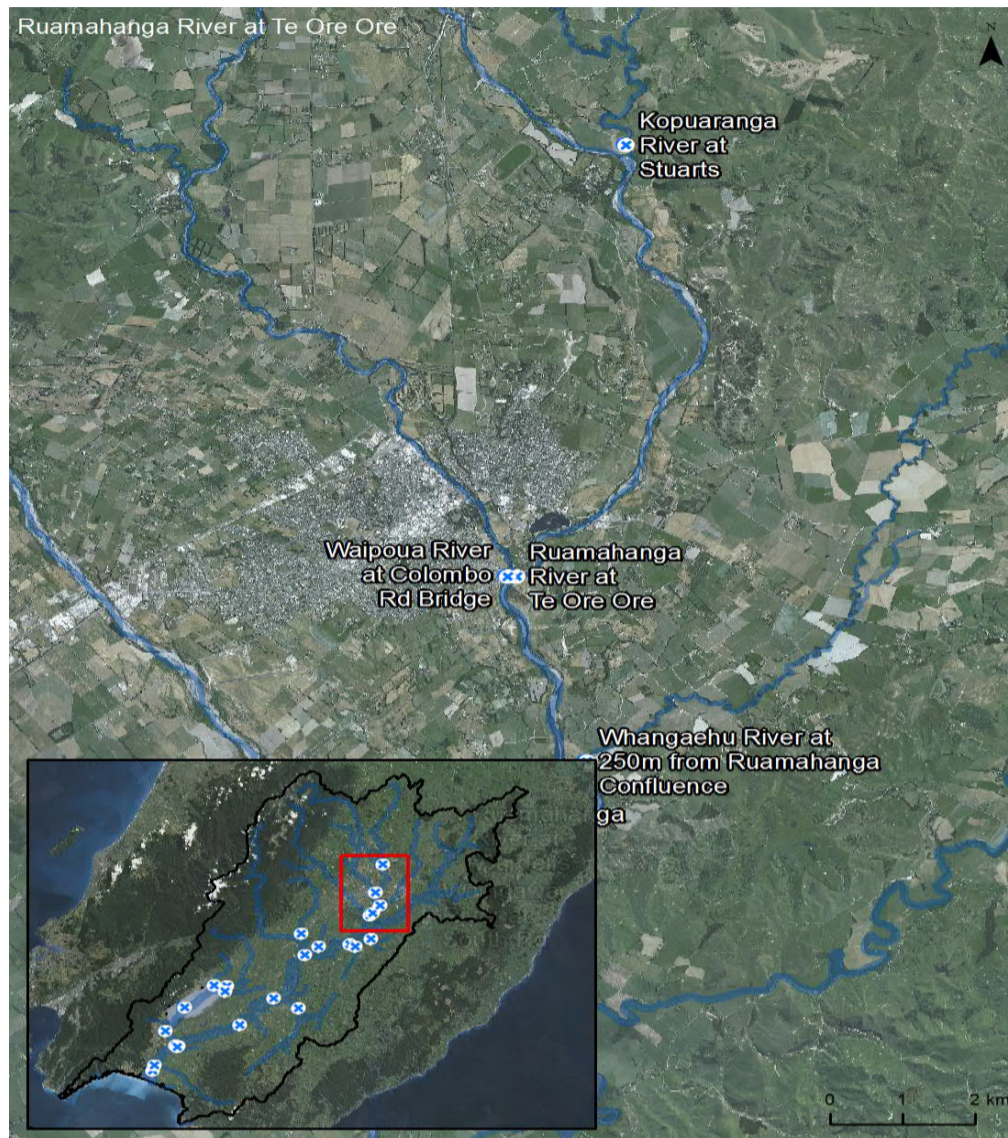 Ruamahanga River at Te Ore Ore
N
Kopuaranga
River at
Stuarts
Waipoua River
at Colombo
Rd Bridge
Ruamahanga
River at
Te Ore Ore
Whangaehu River at
250m from Ruamahanga
Confluence
ga
0 1 2 km